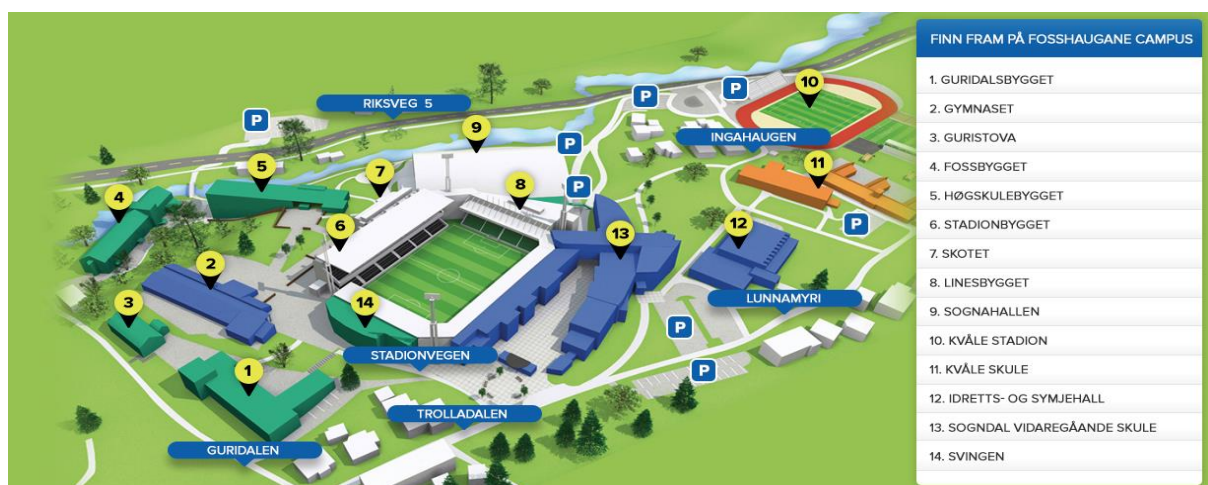 RIKSVEG 5
P
P
P
P
P
P
P
P
INGAHAUGEN
LUNNAMYRI
STADIONVEGEN
TROLLADALEN
GURIDALEN
1
2
3
4
5
6
7
8
9
10
11
12
13
14
FINN FRAM PÅ FOSSHAUGANE CAMPUS
1. GURIDALSBYGGET
2. GYMNASET
3. GURISTOVA
4. FOSSBYGGET
5. HØGSKULEBYGGET
6. STADIONBYGGET
7. SKOTET
8. LINESBYGGET
9. SOGNAHALLEN
10. KVÅLE STADION
11. KVÅLE SKULE
12. IDRETTS- OG SYMJEHALL
13. SOGNDAL VIDAREGÅANDE SKULE
14. SVINGEN